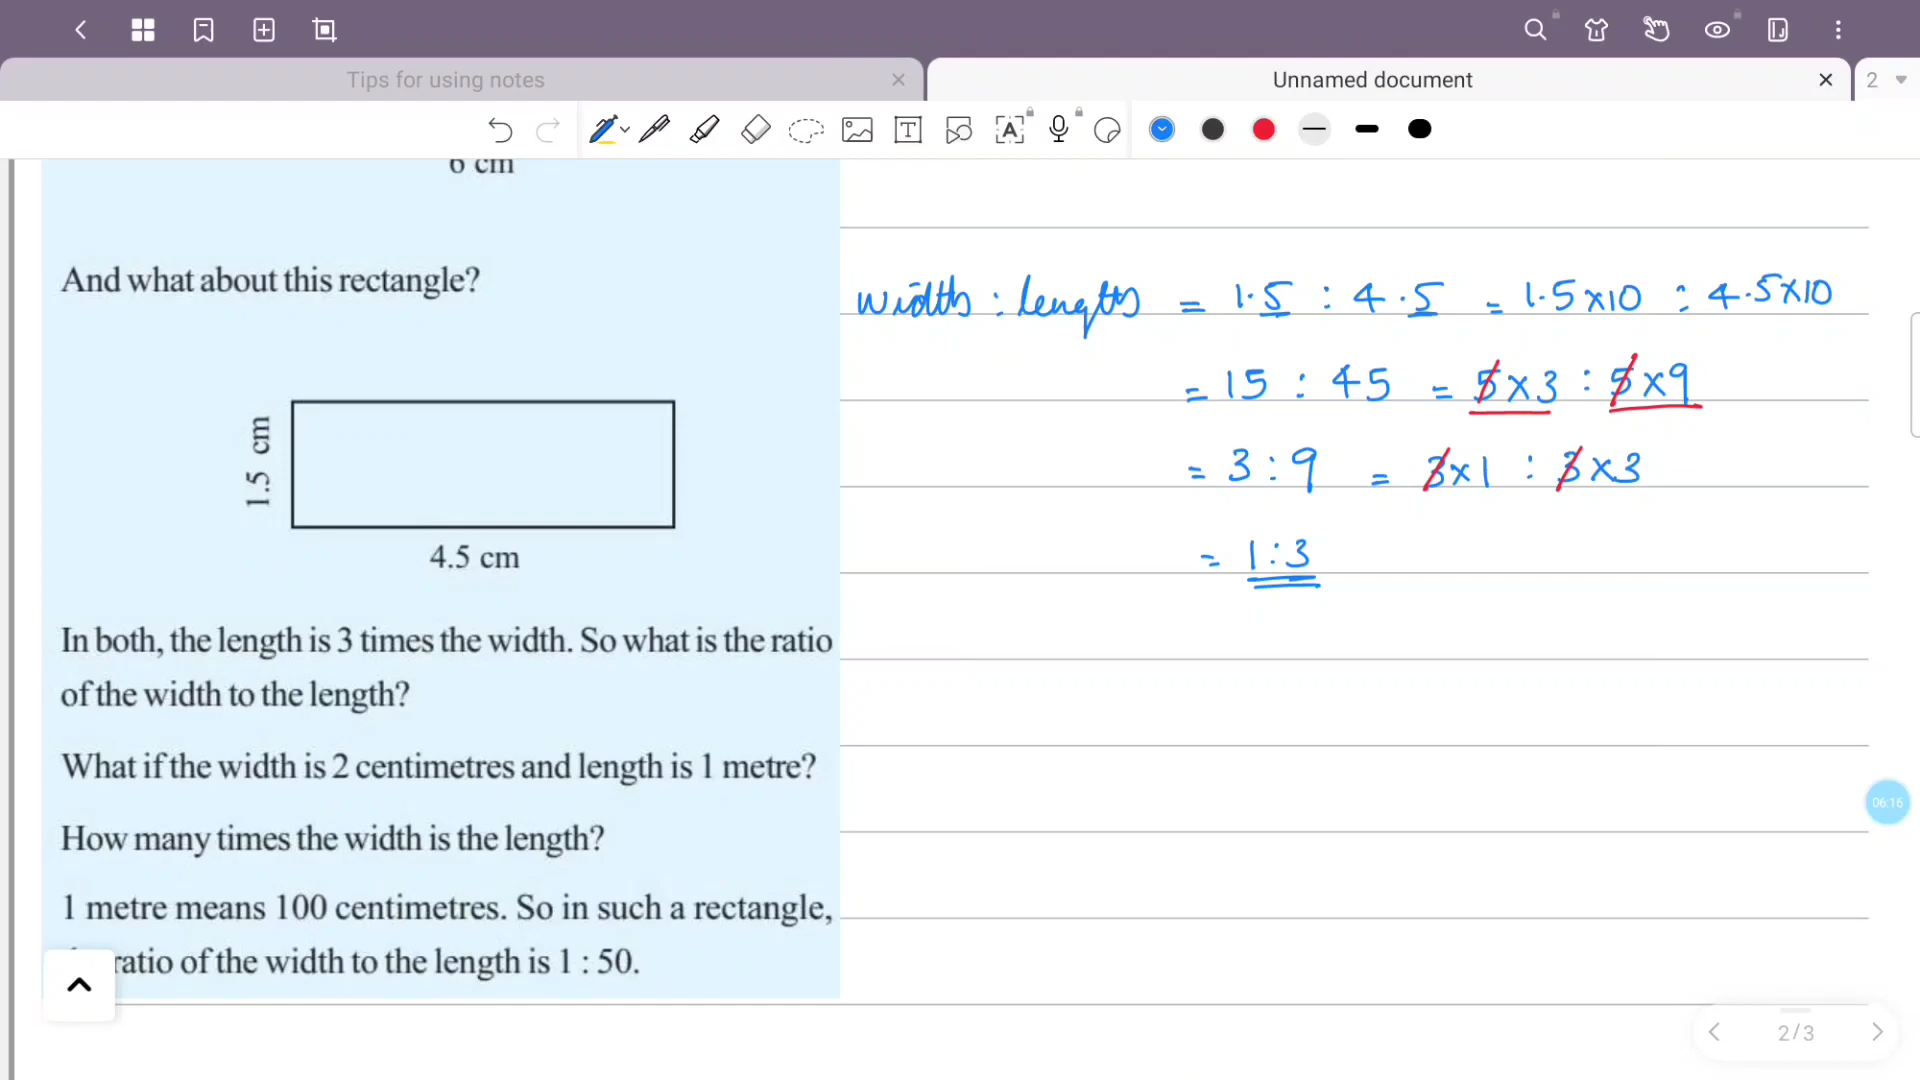 Tips for using notes
Unnamed document
2
6 cm
And what about this rectangle?
1.5 cm
4.5 cm
In both, the length is 3 times the width. So what is the ratio
of the width to the length?
What if the width is 2 centimetres and length is 1 metre?
How many times the width is the length?
1 metre means 100 centimetres. So in such a rectangle,
ratio of the width to the length is 1 : 50.
width : length = 1.5 : 4.5 = 1.5x10 : 4.5x10
= 15 : 45 = 5x3 : 5x9
= 3 : 9 = 3x1 : 3x3
= 1:3
06:16
2/3